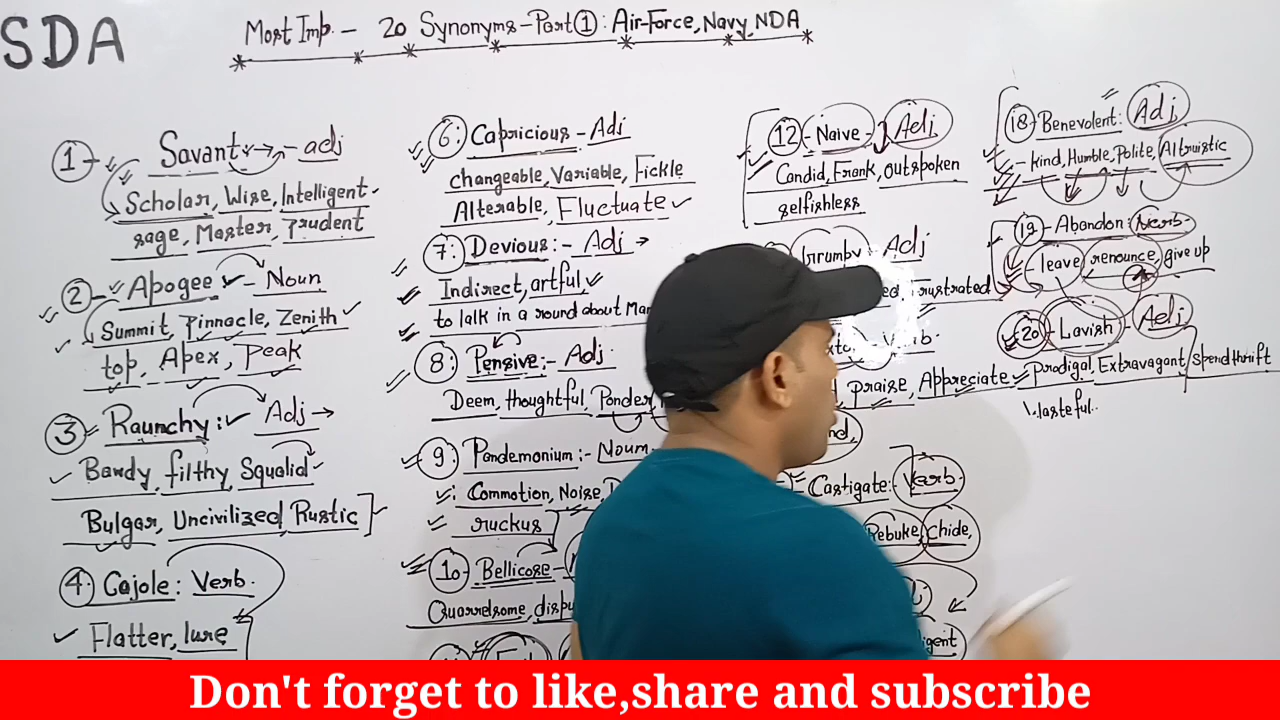 SDA
Most Imp. - 20 Synonyms-Part ①: Air-Force, Navy, NDA
① - Savant → - adj
Scholar, Wise, Intelligent
sage, Master, prudent
② - Apogee - Noun
Summit, Pinnacle, Zenith
top, Apex, Peak
③ Raunchy: Adj →
Bawdy, filthy, Squalid
Bulgar, Uncivilized, Rustic
④ Cajole: Verb.
Flatter, lure
⑥: Capricious - Adj
changeable, Variable, Fickle
Alterable, Fluctuate
⑦: Devious:- Adj →
Indirect, artful
to talk in a round about
⑧: Pensive:- Adj
Deem, thoughtful, Ponder
⑨: Pandemonium:- Noun
Commotion, Noise,
ruckus
⑩ Bellicose -
Quarrelsome,
⑫ Naive - Adj
Candid, Frank, outspoken
selfishless
Grumpy - Adj
frustrated
Verb.
praise, Appreciate
Castigate: Verb
Rebuke, Chide,
⑱ Benevolent: Adj
- kind, Humble, Polite, Altruistic
⑲ - Abandon: Verb.
- leave, renounce, give up
⑳ - Lavish - Adj
prodigal, Extravagant, spendthrift
Don't forget to like,share and subscribe